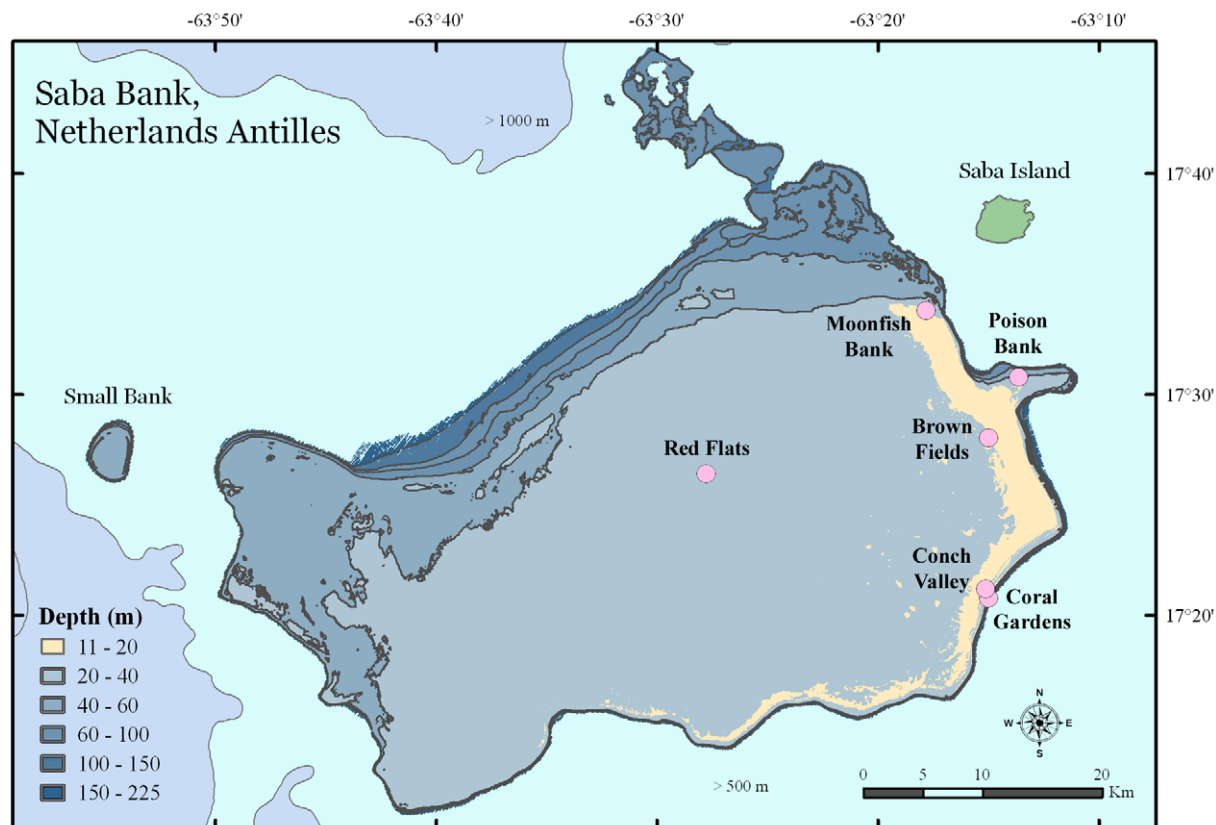 -63°50' -63°40' -63°30' -63°20' -63°10'
Saba Bank,
Netherlands Antilles
> 1000 m
Saba Island
17°40'
Moonfish
Bank
Poison
Bank
Small Bank
17°30'
Brown
Fields
Red Flats
Conch
Valley
Coral
Gardens
17°20'
Depth (m)
11 - 20
20 - 40
40 - 60
60 - 100
100 - 150
150 - 225
> 500 m
N
W E
S
0 5 10 20
Km